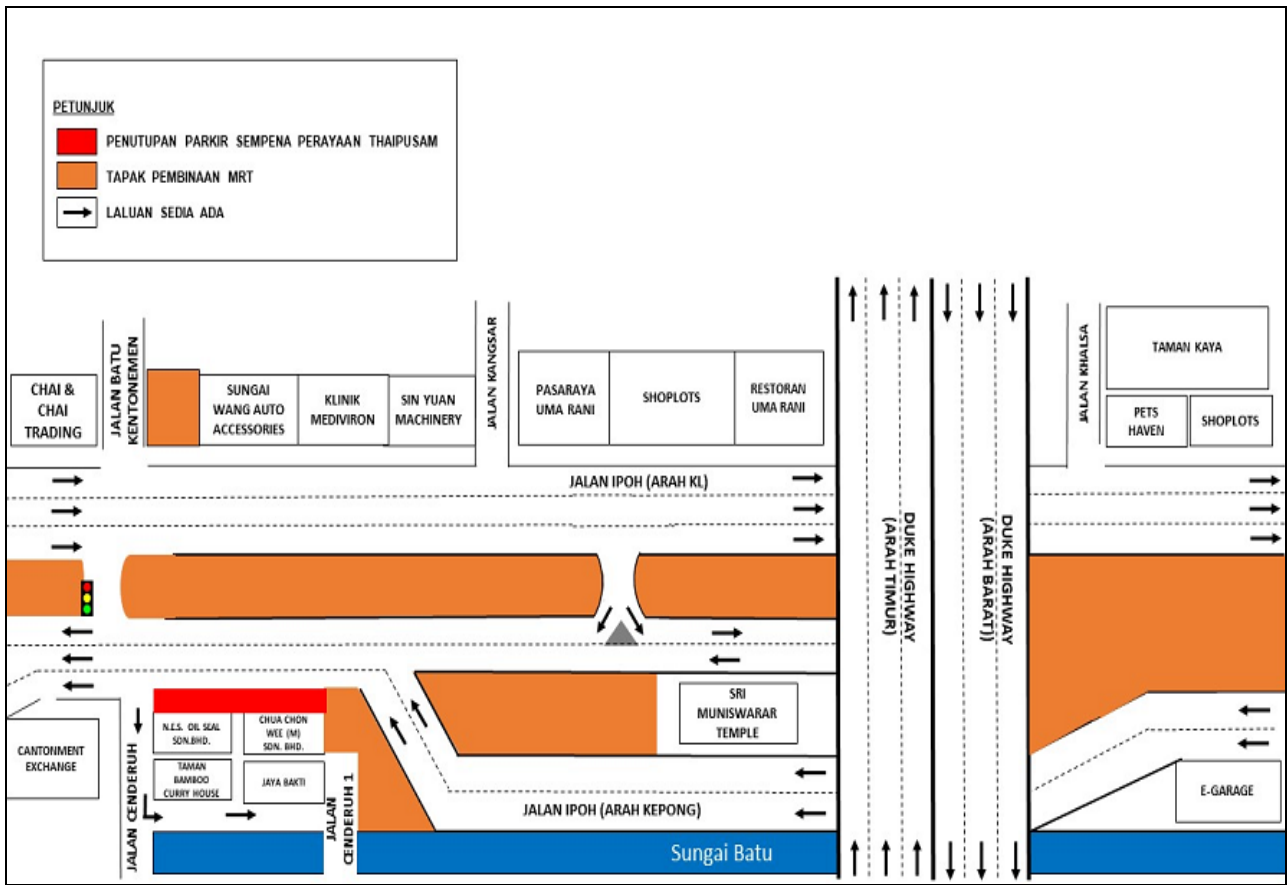 PETUNJUK
PENUTUPAN PARKIR SEMPENA PERAYAAN THAIPUSAM
TAPAK PEMBINAAN MRT
LALUAN SEDIA ADA
CHAI &
CHAI
TRADING
JALAN BATU
KENTONEMEN
SUNGAI
WANG AUTO
ACCESSORIES
KLINIK
MEDIVIRON
SIN YUAN
MACHINERY
JALAN KANGSAR
PASARAYA
UMA RANI
SHOPLOTS
RESTORAN
UMA RANI
JALAN KHALSA
TAMAN KAYA
PETS
HAVEN
SHOPLOTS
JALAN IPOH (ARAH KL)
DUKE HIGHWAY
(ARAH TIMUR)
DUKE HIGHWAY
(ARAH BARAT))
CANTONMENT
EXCHANGE
JALAN CENDERUH
N.E.S. OIL SEAL
SDN.BHD.
CHUA CHON
WEE (M)
SDN. BHD.
TAMAN
BAMBOO
CURRY HOUSE
JAYA BAKTI
JALAN
CENDERUH 1
SRI
MUNISWARAR
TEMPLE
JALAN IPOH (ARAH KEPONG)
E-GARAGE
Sungai Batu